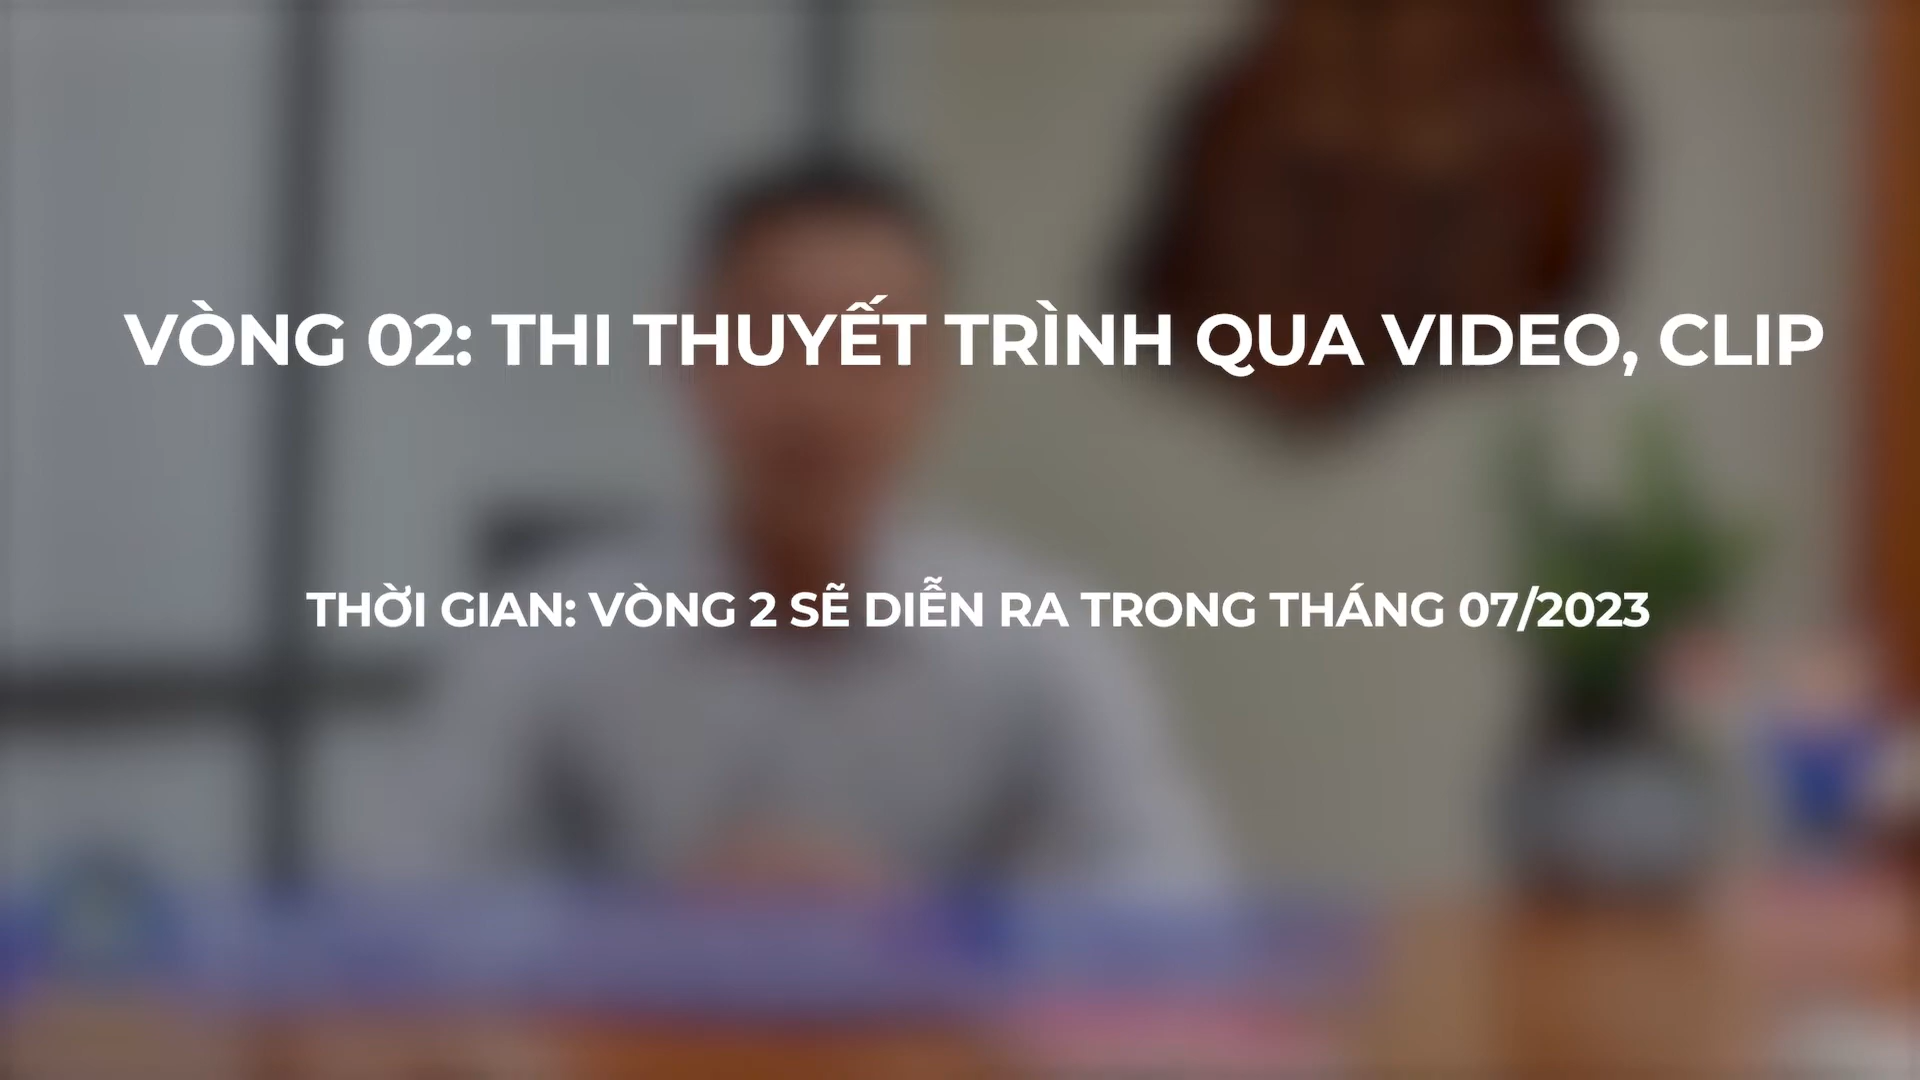 VÒNG 02: THI THUYẾT TRÌNH QUA VIDEO, CLIP
THỜI GIAN: VÒNG 2 SẼ DIỄN RA TRONG THÁNG 07/2023